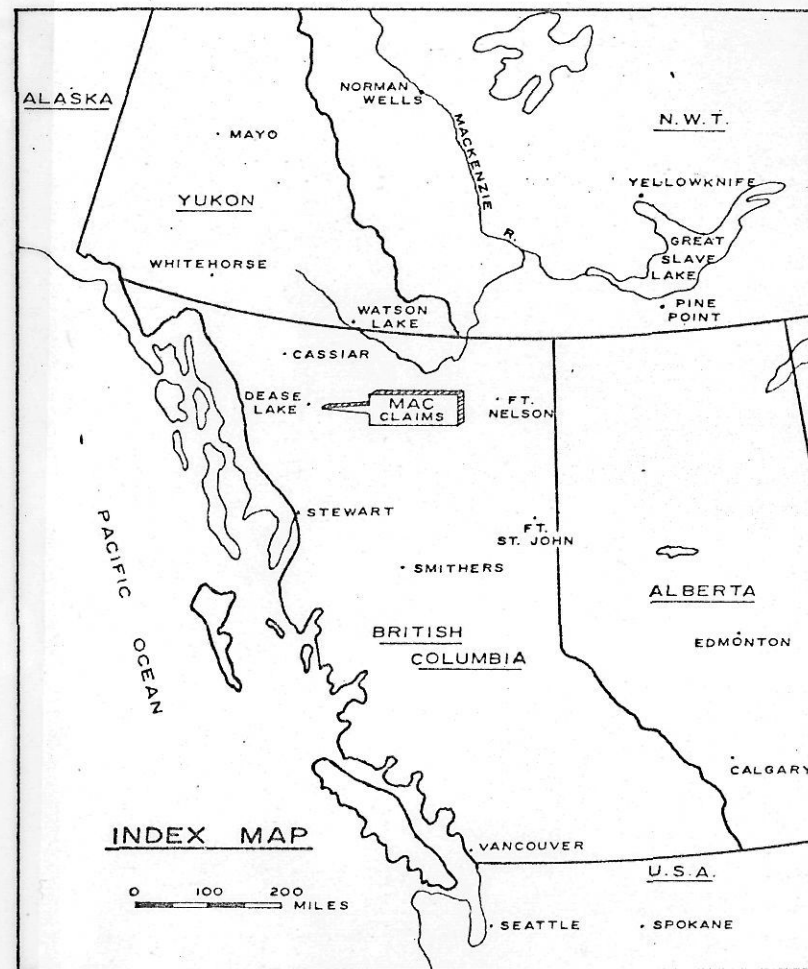 NORMAN
WELLS
ALASKA
N.W.T.
MAYO
MACKENZIE
R.
YELLOWKNIFE
YUKON
GREAT
SLAVE
LAKE
WHITEHORSE
PINE
POINT
WATSON
LAKE
CASSIAR
DEASE
LAKE
MAC
CLAIMS
FT.
NELSON
STEWART
FT.
ST. JOHN
PACIFIC OCEAN
SMITHERS
ALBERTA
BRITISH
COLUMBIA
EDMONTON
CALGARY
INDEX MAP
VANCOUVER
0 100 200
MILES
U.S.A.
SEATTLE
SPOKANE